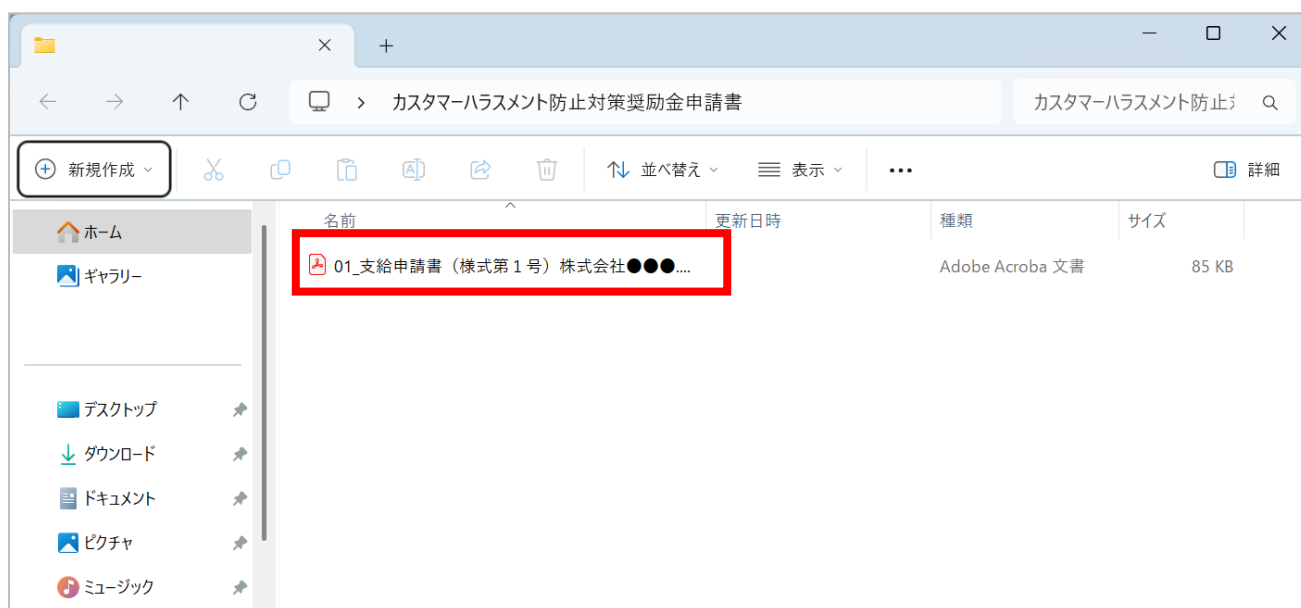 カスタマーハラスメント防止対策奨励金申請書
カスタマーハラスメント防止
新規作成
並べ替え
表示
詳細
名前 更新日時 種類 サイズ
01_支給申請書（様式第１号）株式会社●●●.... Adobe Acroba 文書 85 KB
ホーム
ギャラリー
デスクトップ
ダウンロード
ドキュメント
ピクチャ
ミュージック